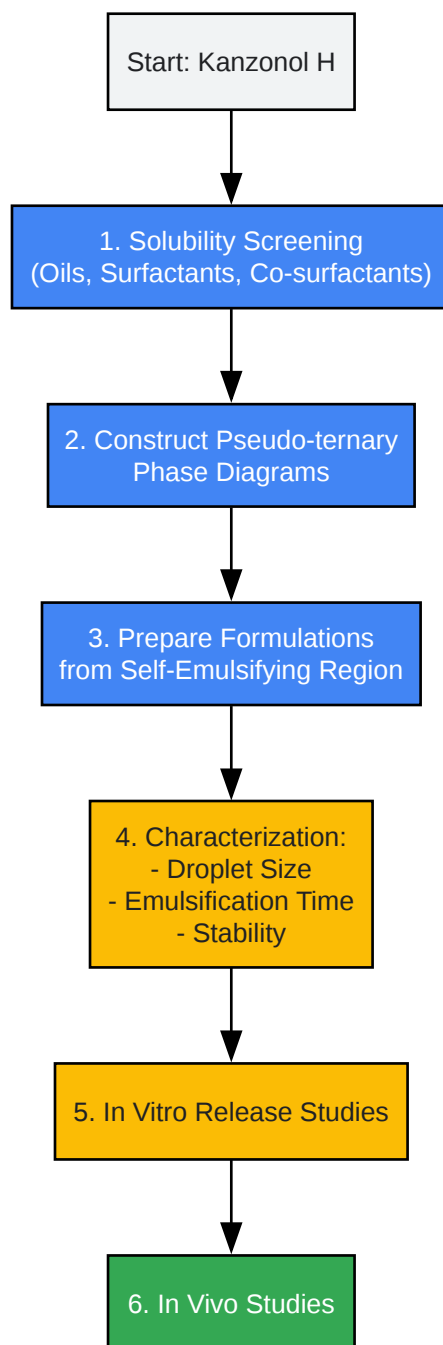 Start: Kanzonol H
1. Solubility Screening
(Oils, Surfactants, Co-surfactants)
2. Construct Pseudo-ternary
Phase Diagrams
3. Prepare Formulations
from Self-Emulsifying Region
4. Characterization:
- Droplet Size
- Emulsification Time
- Stability
5. In Vitro Release Studies
6. In Vivo Studies